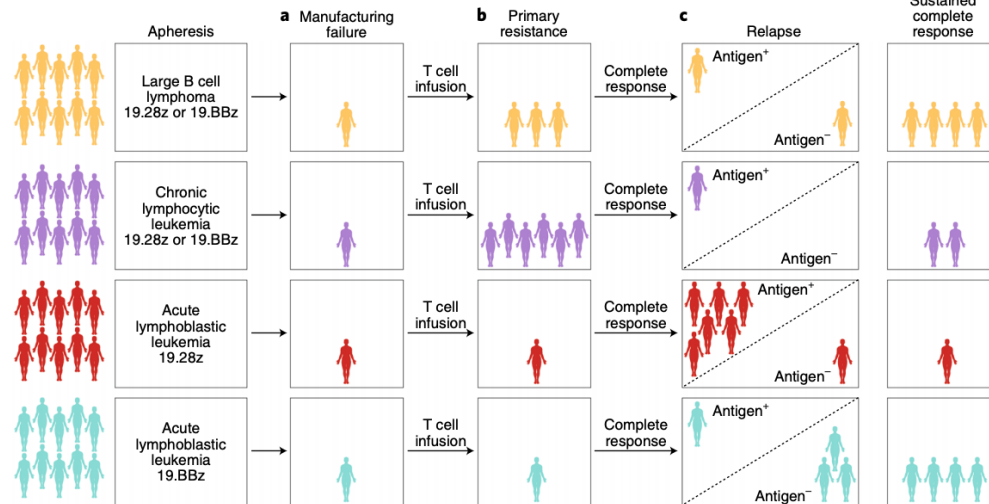 Sustained
complete
response
a Manufacturing
failure
b Primary
resistance
c
Apheresis
Relapse
Large B cell
lymphoma
19.28z or 19.BBz
T cell
infusion
Complete
response
Antigen+
Antigen−
Chronic
lymphocytic
leukemia
19.28z or 19.BBz
T cell
infusion
Complete
response
Antigen+
Antigen−
Acute
lymphoblastic
leukemia
19.28z
T cell
infusion
Complete
response
Antigen+
Antigen−
Acute
lymphoblastic
leukemia
19.BBz
T cell
infusion
Complete
response
Antigen+
Antigen−